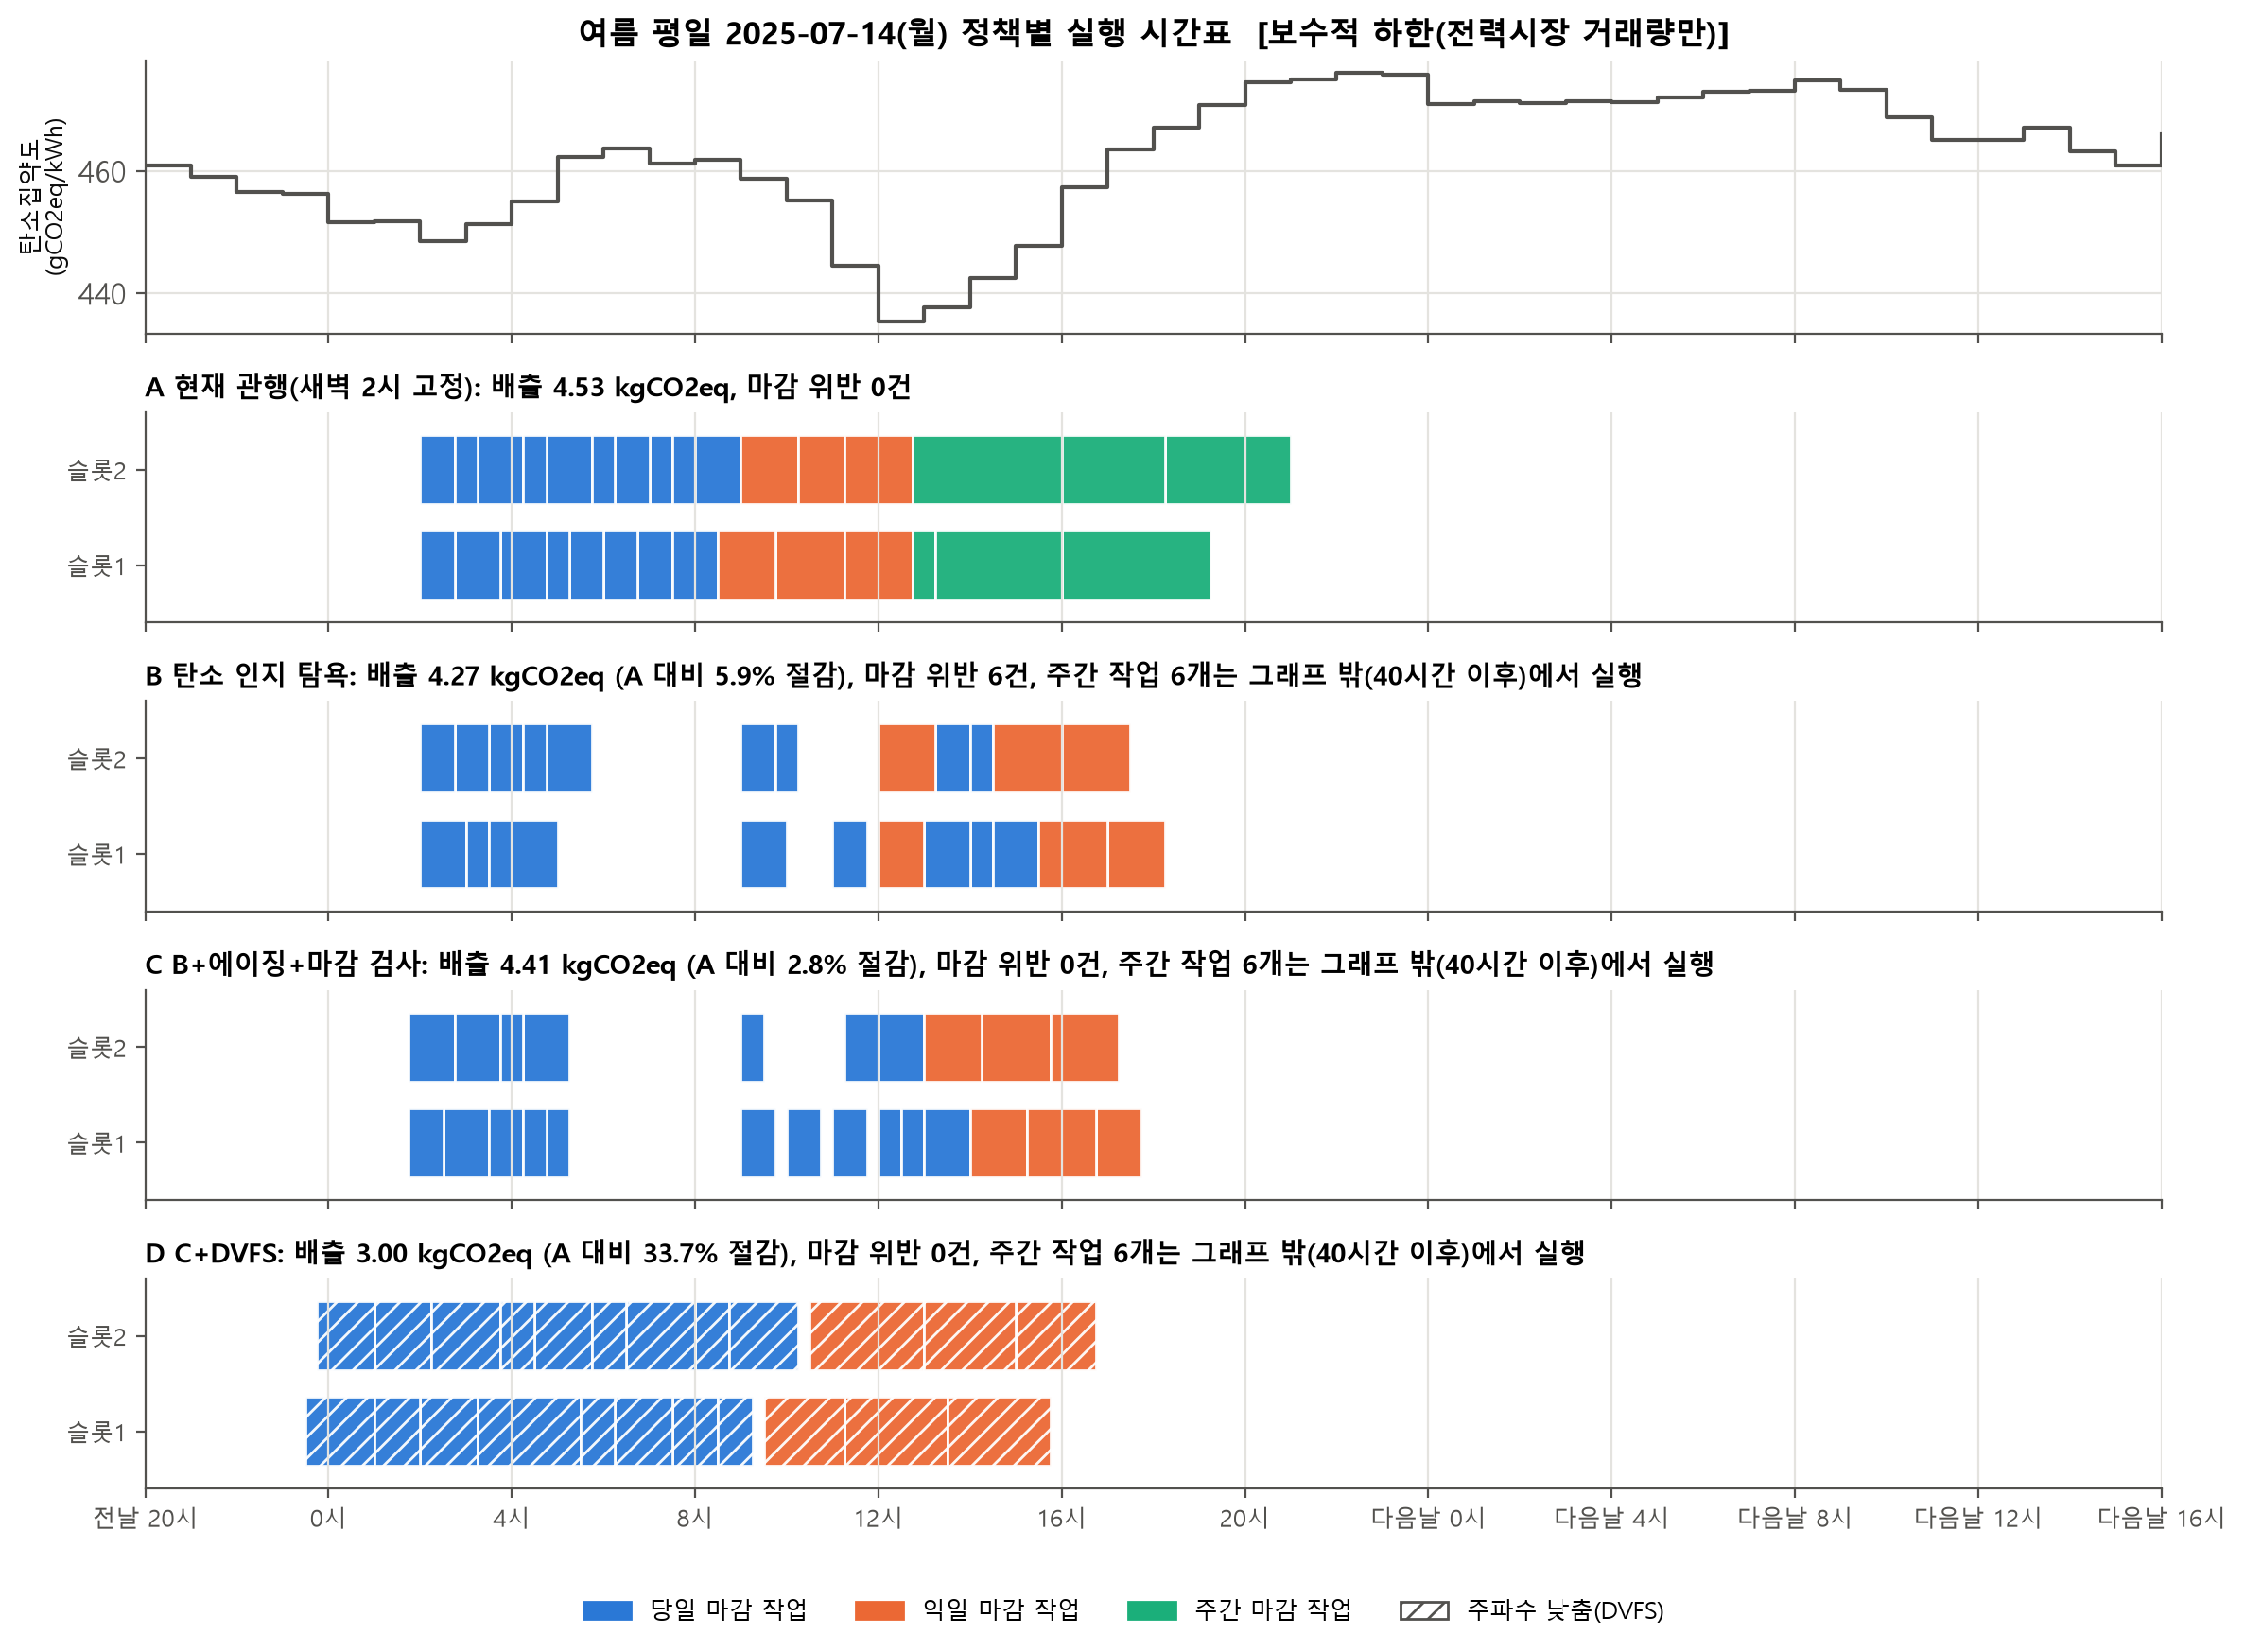 여름 평일 2025-07-14(월) 정책별 실행 시간표 [보수적 하한(전력시장 거래량만)]
탄소집약도
(gCO2eq/kWh)
460
440
A 현재 관행(새벽 2시 고정): 배출 4.53 kgCO2eq, 마감 위반 0건
슬롯2
슬롯1
B 탄소 인지 탐욕: 배출 4.27 kgCO2eq (A 대비 5.9% 절감), 마감 위반 6건, 주간 작업 6개는 그래프 밖(40시간 이후)에서 실행
슬롯2
슬롯1
C B+에이징+마감 검사: 배출 4.41 kgCO2eq (A 대비 2.8% 절감), 마감 위반 0건, 주간 작업 6개는 그래프 밖(40시간 이후)에서 실행
슬롯2
슬롯1
D C+DVFS: 배출 3.00 kgCO2eq (A 대비 33.7% 절감), 마감 위반 0건, 주간 작업 6개는 그래프 밖(40시간 이후)에서 실행
슬롯2
슬롯1
전날 20시 0시 4시 8시 12시 16시 20시 다음날 0시 다음날 4시 다음날 8시 다음날 12시 다음날 16시
당일 마감 작업 익일 마감 작업 주간 마감 작업 주파수 낮춤(DVFS)